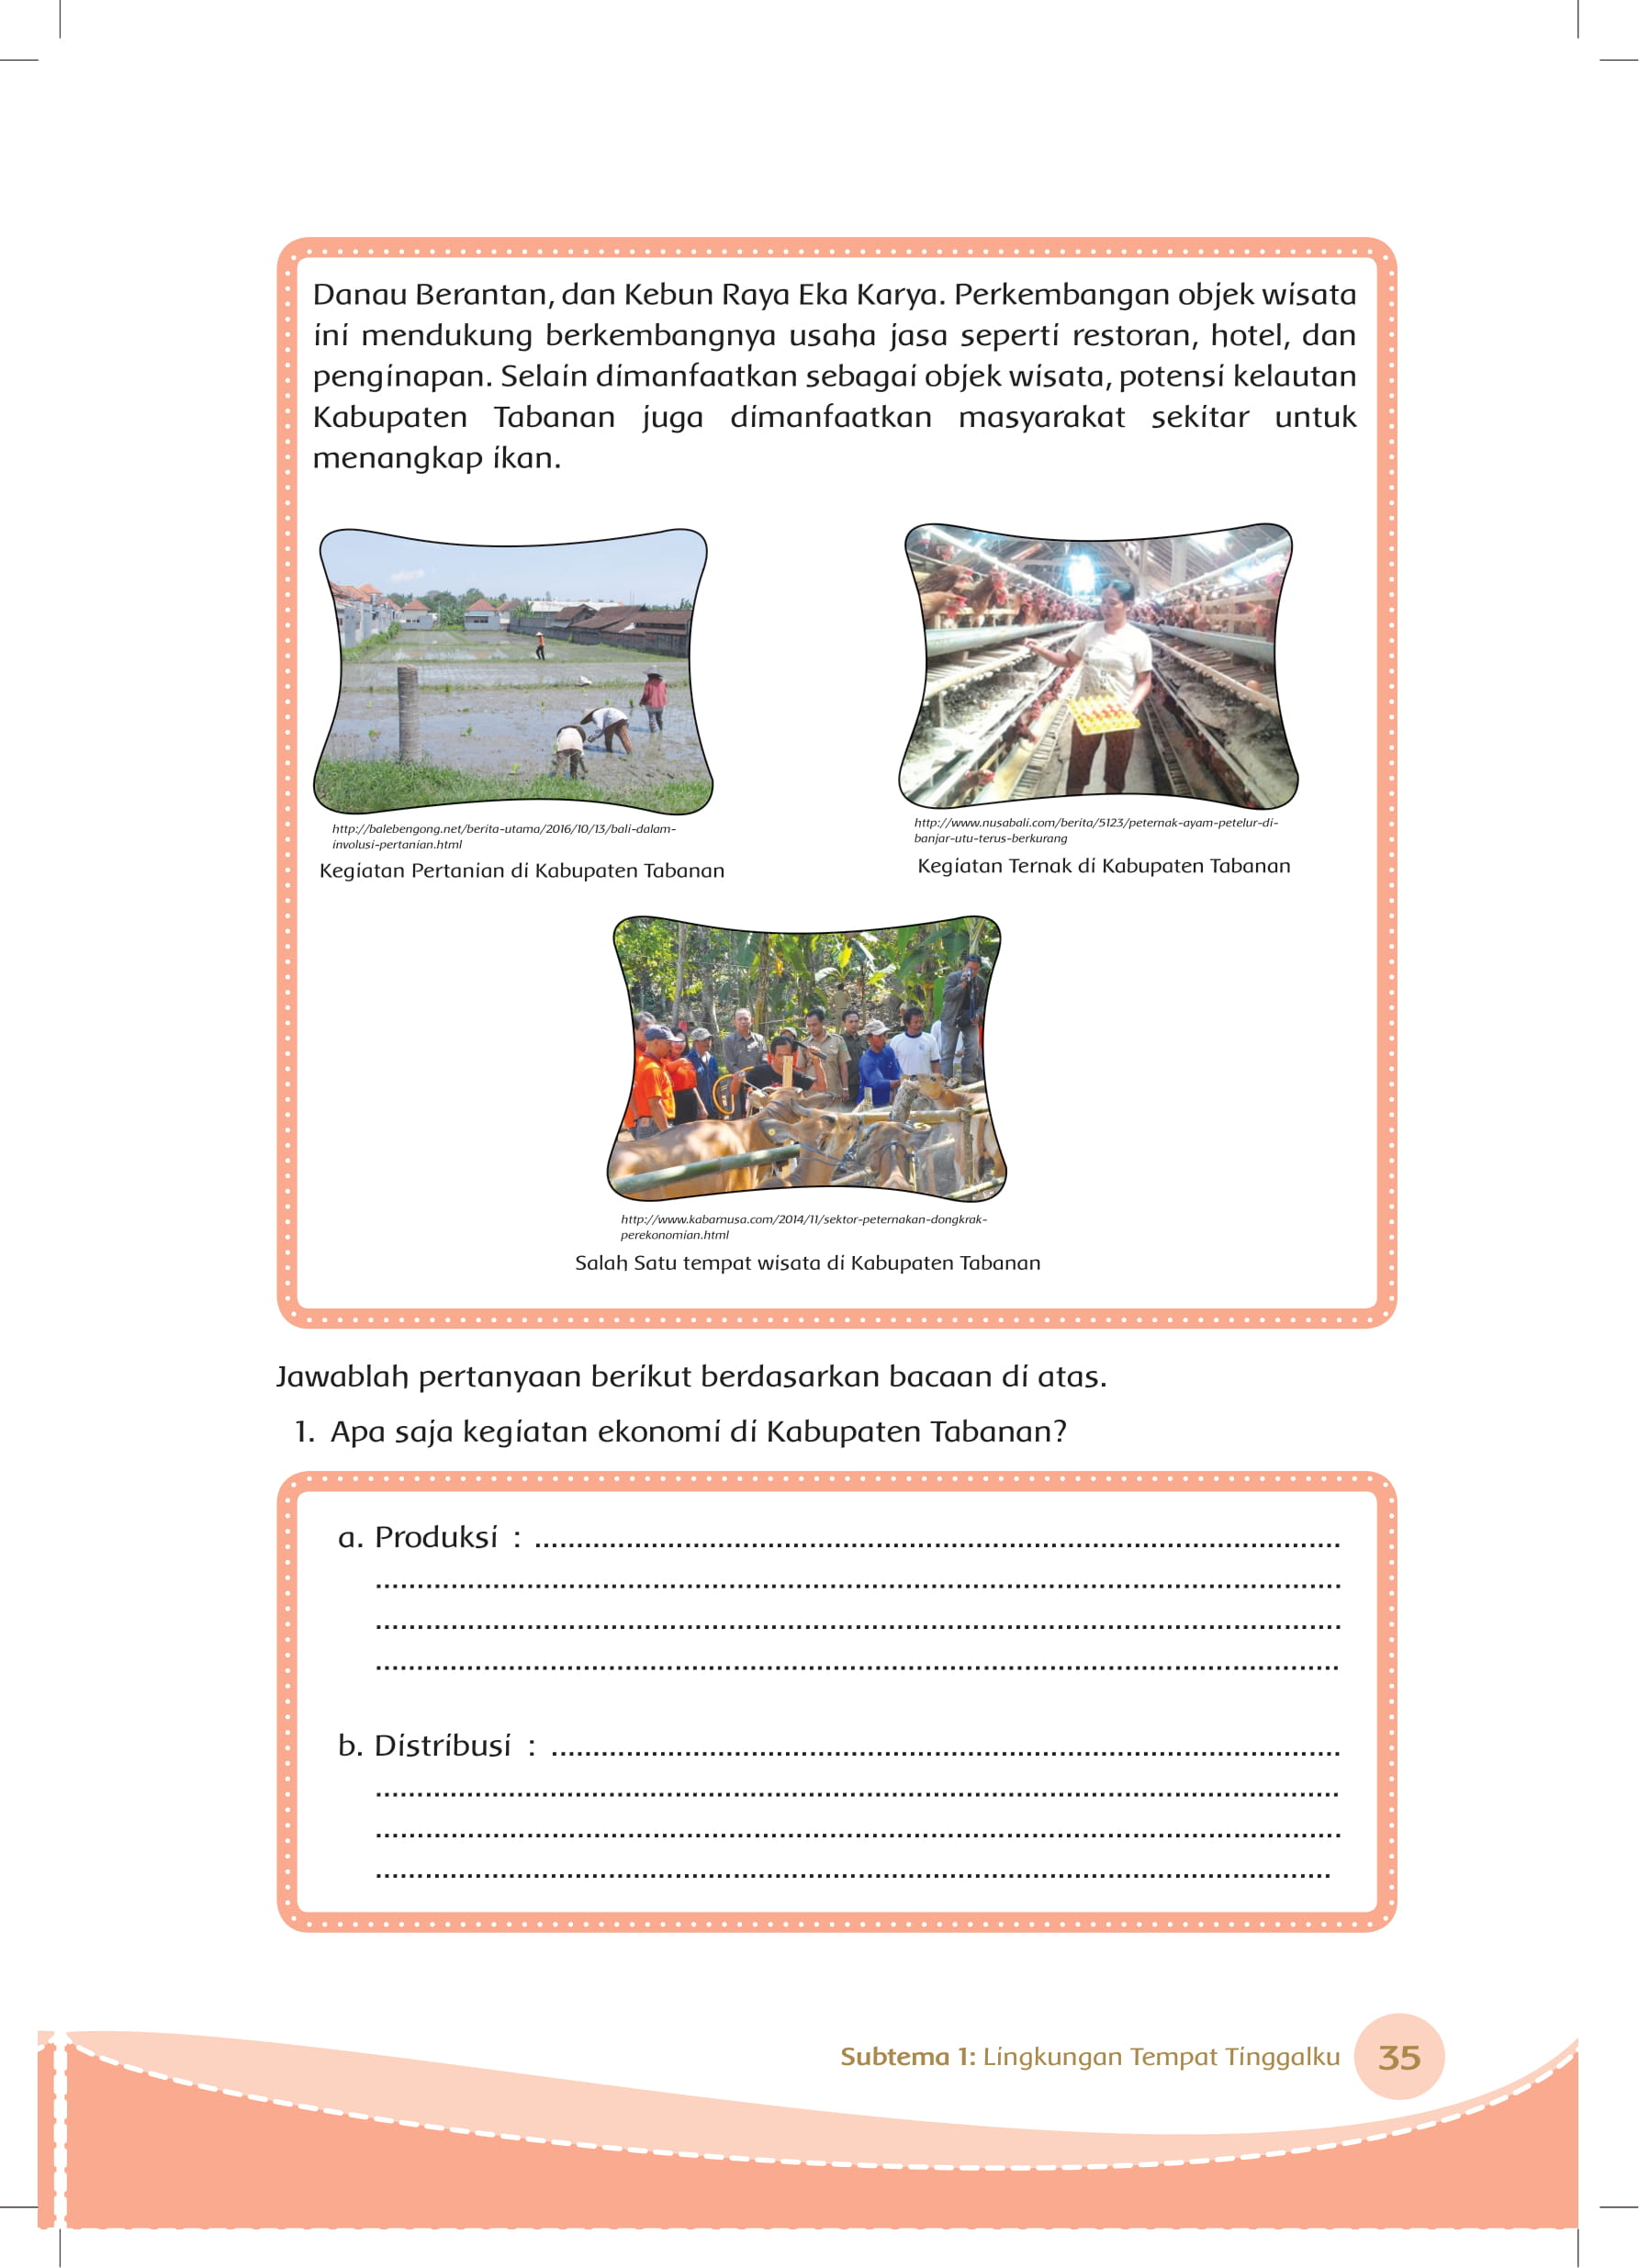 Danau Berantan, dan Kebun Raya Eka Karya. Perkembangan objek wisata
ini mendukung berkembangnya usaha jasa seperti restoran, hotel, dan
penginapan. Selain dimanfaatkan sebagai objek wisata, potensi kelautan
Kabupaten Tabanan juga dimanfaatkan masyarakat sekitar untuk
menangkap ikan.
http://balebengong.net/berita-utama/2016/10/13/bali-dalam-
involusi-pertanian.html
Kegiatan Pertanian di Kabupaten Tabanan
http://www.nusabali.com/berita/5123/peternak-ayam-petelur-di-
banjar-utu-terus-berkurang
Kegiatan Ternak di Kabupaten Tabanan
http://www.kabarnusa.com/2014/11/sektor-peternakan-dongkrak-
perekonomian.html
Salah Satu tempat wisata di Kabupaten Tabanan
Jawablah pertanyaan berikut berdasarkan bacaan di atas.
1. Apa saja kegiatan ekonomi di Kabupaten Tabanan?
a. Produksi : ................................................................
................................................................
................................................................
................................................................
b. Distribusi : ................................................................
................................................................
................................................................
................................................................
Subtema 1: Lingkungan Tempat Tinggalku 35